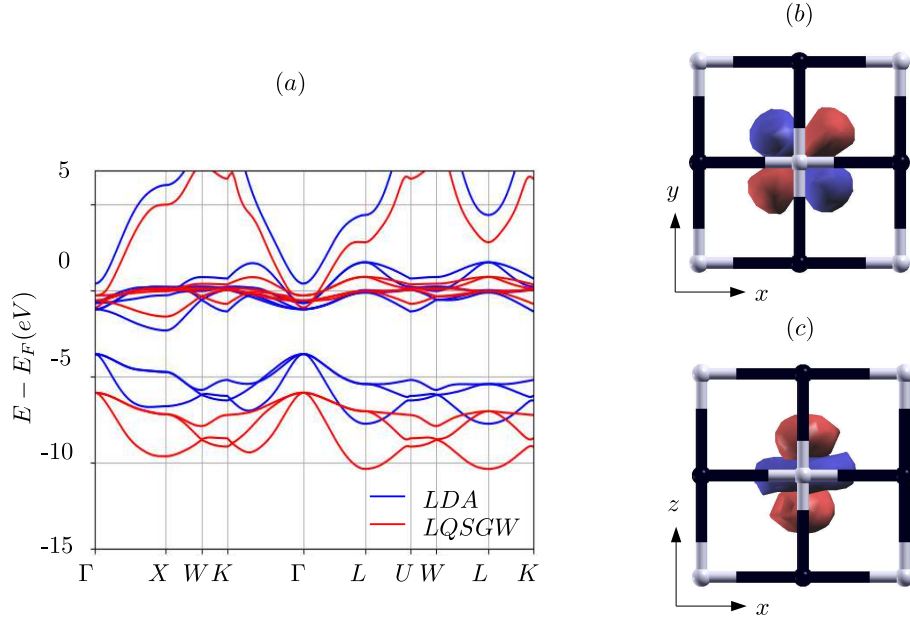 (a)
5
0
-5
-10
-15
E − E_F(eV)
LDA
LQSGW
Γ X W K Γ L U W L K
(b)
y
x
(c)
z
x